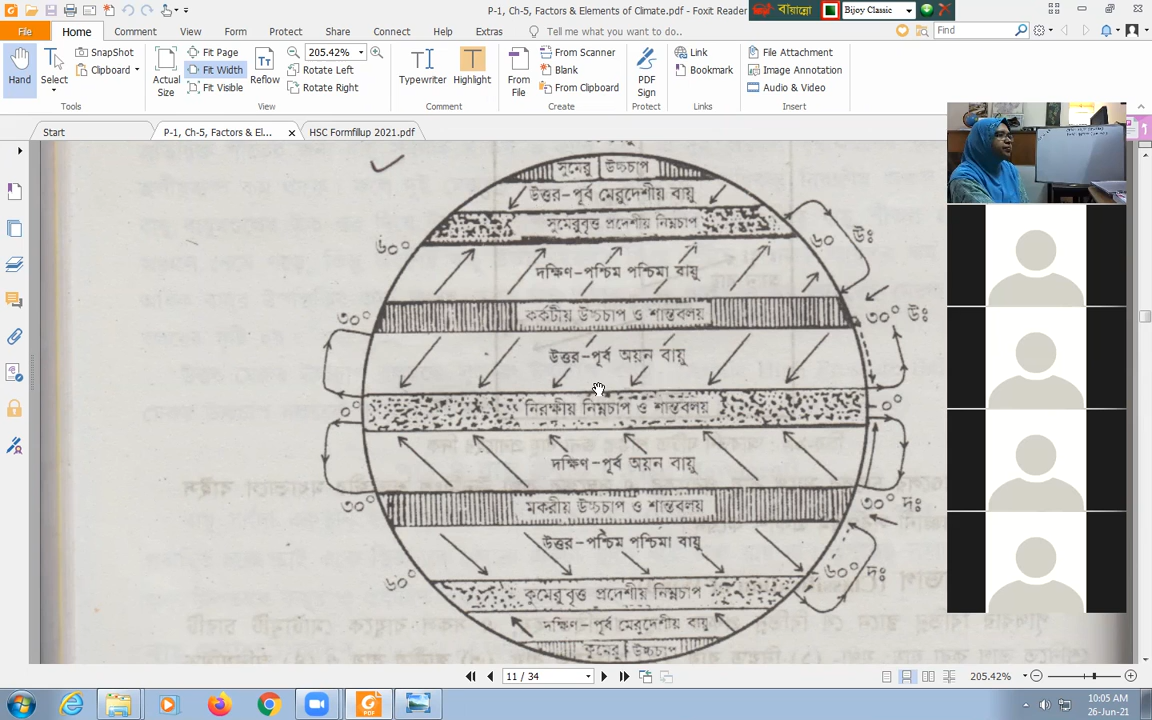 P-1, Ch-5, Factors & Elements of Climate.pdf - Foxit Reader
বাঁয়ান্নো
Bijoy Classic
File Home Comment View Form Protect Share Connect Help Extras Tell me what you want to do... Find
Hand
Select
SnapShot
Clipboard
Tools
Actual Size
Fit Page
Fit Width
Fit Visible
Reflow
205.42%
Rotate Left
Rotate Right
View
Typewriter
Highlight
Comment
From File
From Scanner
Blank
From Clipboard
Create
PDF Sign
Protect
Link
Bookmark
Links
File Attachment
Image Annotation
Audio & Video
Insert
Start
P-1, Ch-5, Factors & El...
HSC Formfillup 2021.pdf
সুমেরু উচ্চচাপ
উত্তর-পূর্ব মেরুদেশীয় বায়ু
সুমেরুবৃত্ত প্রদেশীয় নিম্নচাপ
৬০°
৬০ উঃ
দক্ষিণ-পশ্চিম পশ্চিমা বায়ু
৩০°
কর্কটীয় উচ্চচাপ ও শান্তবলয়
৩০° উঃ
উত্তর-পূর্ব অয়ন বায়ু
০°
নিরক্ষীয় নিম্নচাপ ও শান্তবলয়
০°
দক্ষিণ-পূর্ব অয়ন বায়ু
৩০°
মকরীয় উচ্চচাপ ও শান্তবলয়
৩০° দঃ
উত্তর-পশ্চিম পশ্চিমা বায়ু
৬০°
৬০° দঃ
কুমেরুবৃত্ত প্রদেশীয় নিম্নচাপ
দক্ষিণ-পূর্ব মেরুদেশীয় বায়ু
কুমেরু উচ্চচাপ
11 / 34
205.42%
10:05 AM
26-Jun-21